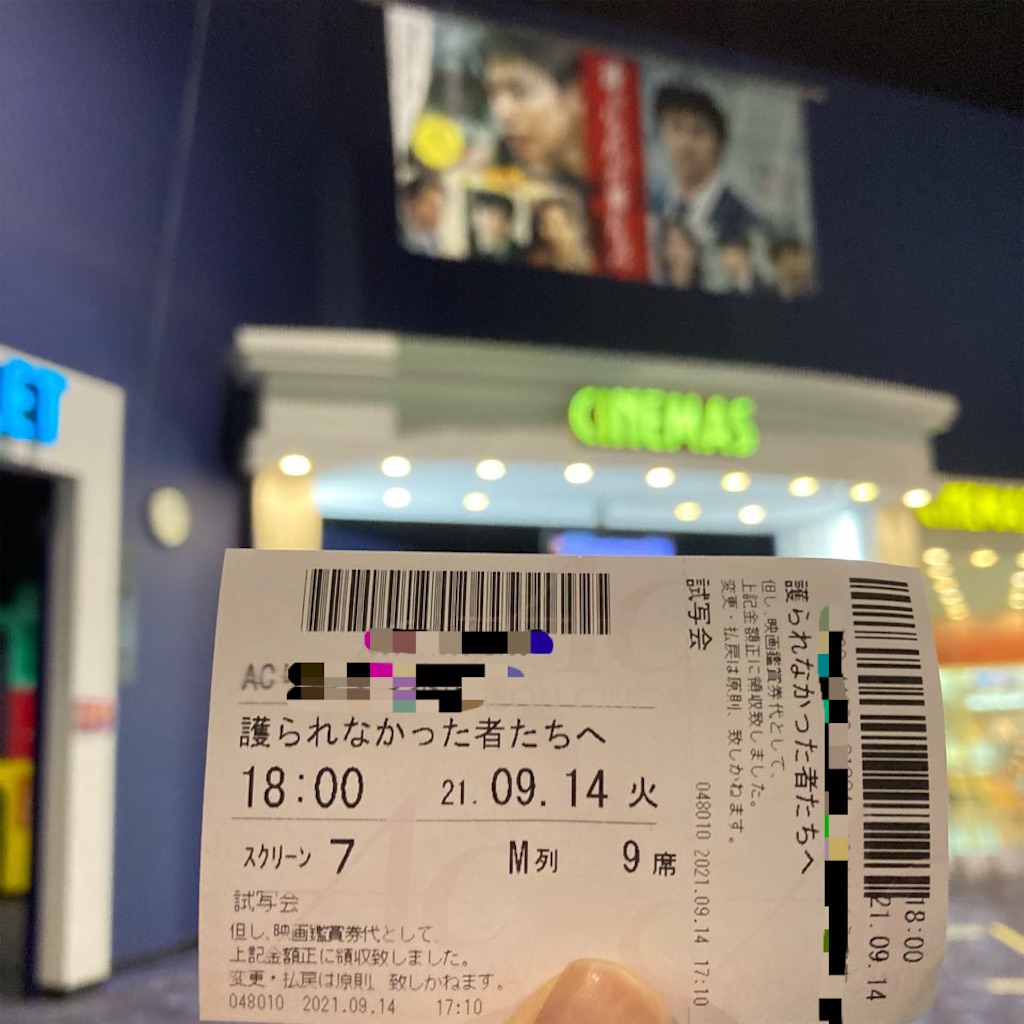 CINEMAS
ET
AC
護られなかった者たちへ
18:00 21.09.14 火
スクリーン 7 M列 9席
試写会
但し、映画鑑賞券代として、
上記金額正に領収致しました。
変更・払戻は原則、致しかねます。
048010 2021.09.14 17:10
護られなかった者たちへ
但し、映画鑑賞券代として、
上記金額正に領収致しました。
変更・払戻は原則、致しかねます。
試写会
048010 2021.09.14 17:10
18:00
21.09.14